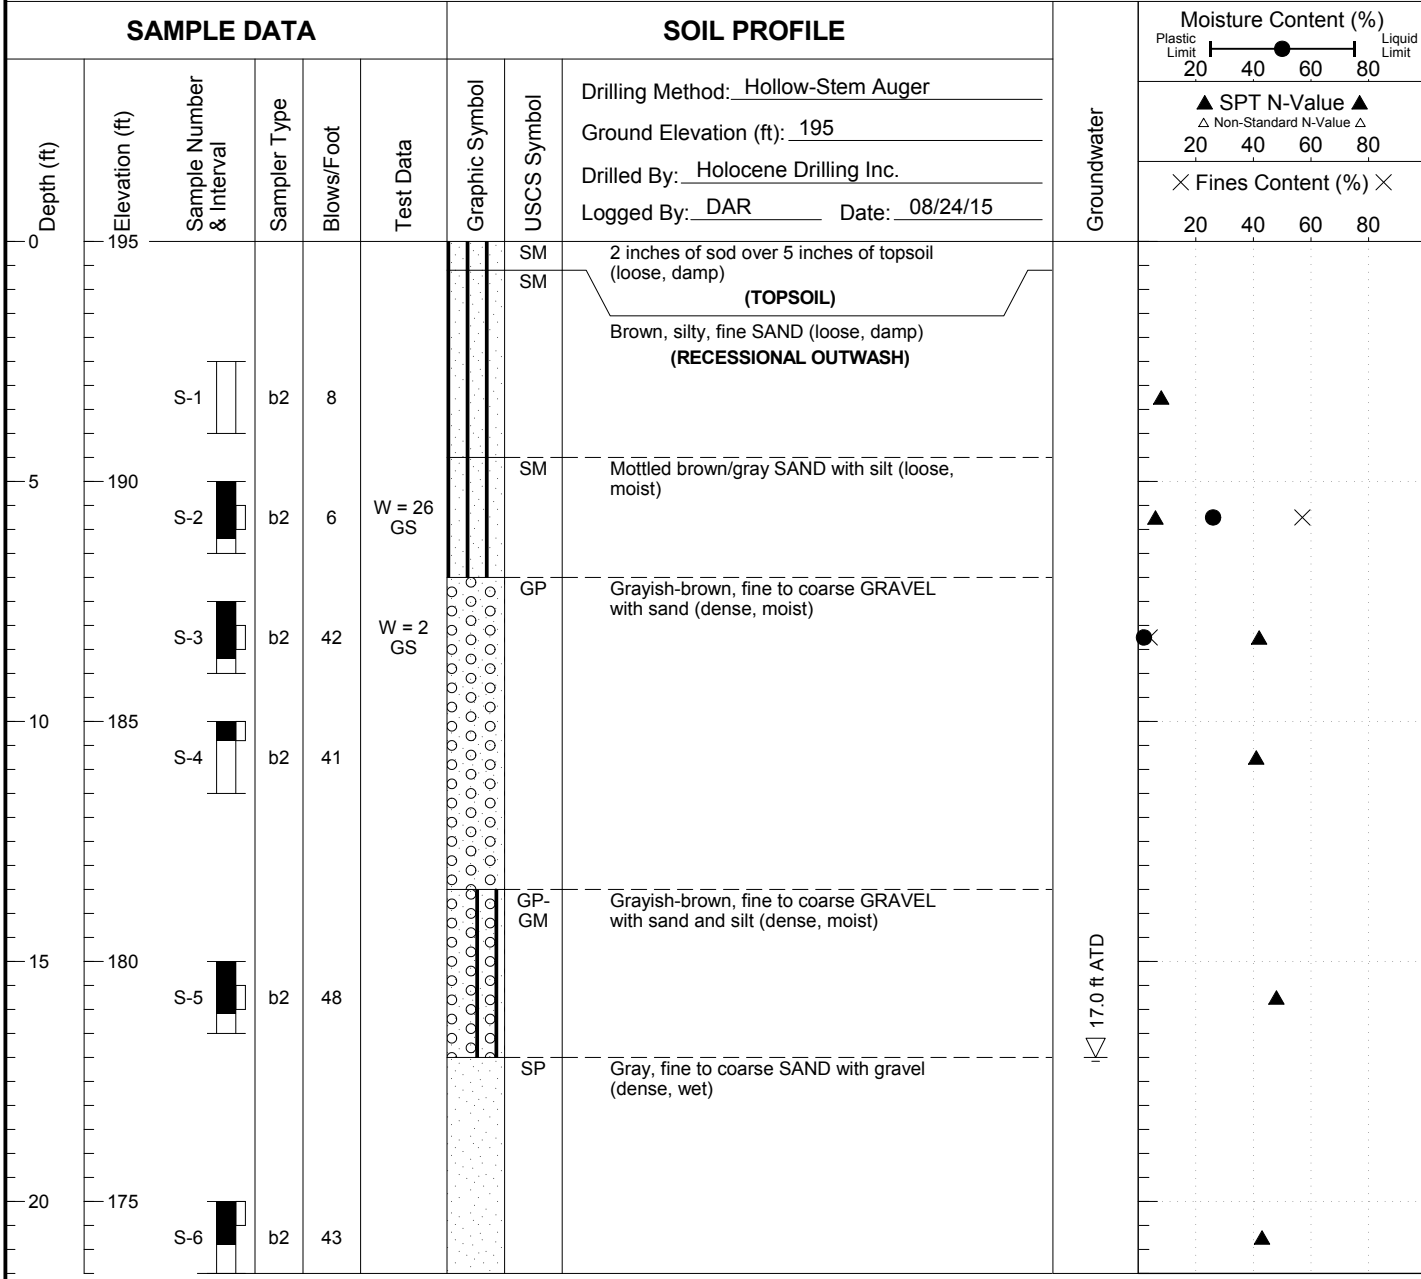 SAMPLE DATA
SOIL PROFILE
Depth (ft)
Elevation (ft)
Sample Number
& Interval
Sampler Type
Blows/Foot
Test Data
Graphic Symbol
USCS Symbol
Drilling Method: Hollow-Stem Auger
Ground Elevation (ft): 195
Drilled By: Holocene Drilling Inc.
Logged By: DAR Date: 08/24/15
Groundwater
Moisture Content (%)
Plastic
Limit
Liquid
Limit
20 40 60 80
▲ SPT N-Value ▲
△ Non-Standard N-Value △
20 40 60 80
× Fines Content (%) ×
20 40 60 80
0 195
SM 2 inches of sod over 5 inches of topsoil
(loose, damp)
SM
(TOPSOIL)
Brown, silty, fine SAND (loose, damp)
(RECESSIONAL OUTWASH)
S-1 b2 8
SM Mottled brown/gray SAND with silt (loose,
moist)
5 190
S-2 b2 6 W = 26
GS
GP Grayish-brown, fine to coarse GRAVEL
with sand (dense, moist)
S-3 b2 42 W = 2
GS
10 185
S-4 b2 41
GP-
GM
Grayish-brown, fine to coarse GRAVEL
with sand and silt (dense, moist)
15 180
S-5 b2 48
17.0 ft ATD
SP Gray, fine to coarse SAND with gravel
(dense, wet)
20 175
S-6 b2 43